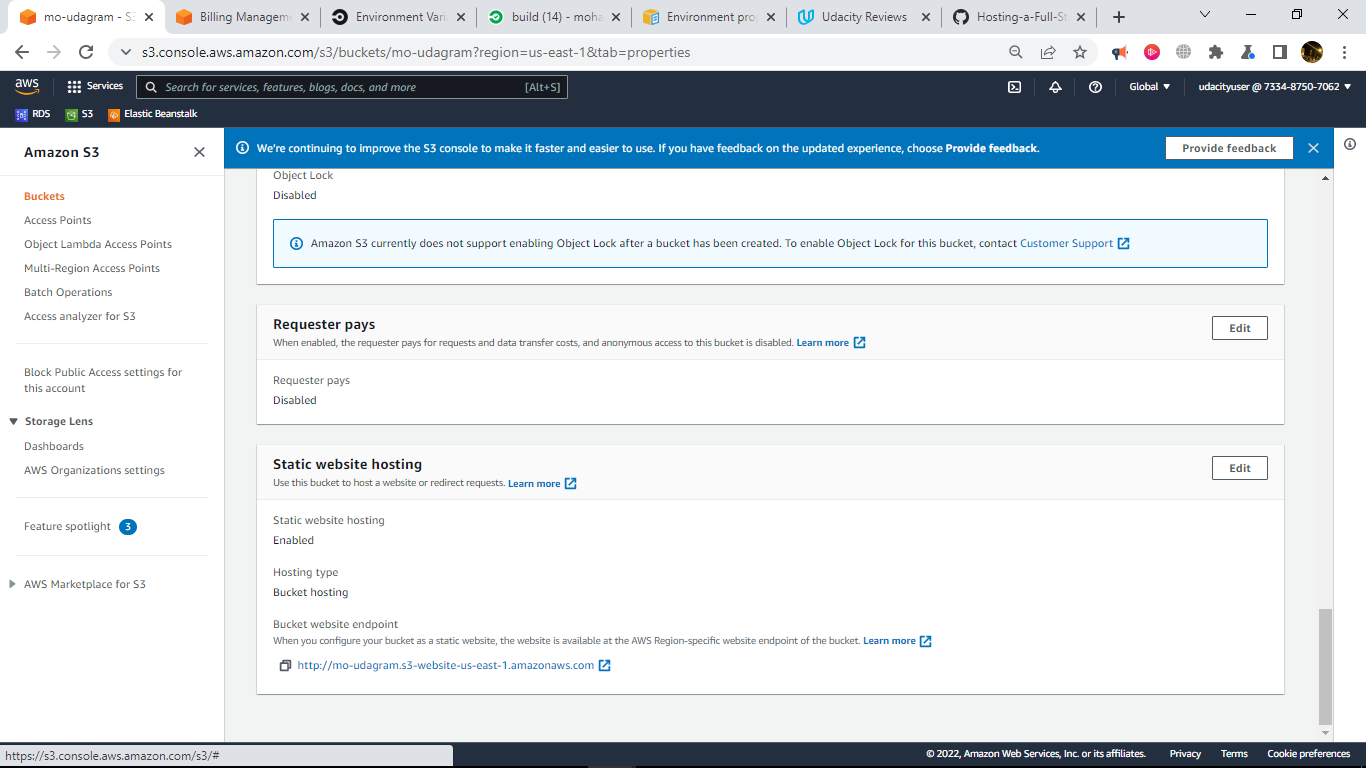 mo-udagram - S3
Billing Managem
Environment Vari
build (14) - moha
Environment prop
Udacity Reviews
Hosting-a-Full-St
s3.console.aws.amazon.com/s3/buckets/mo-udagram?region=us-east-1&tab=properties
aws
Services
Search for services, features, blogs, docs, and more
[Alt+S]
Global
udacityuser @ 7334-8750-7062
RDS
S3
Elastic Beanstalk
Amazon S3
Buckets
Access Points
Object Lambda Access Points
Multi-Region Access Points
Batch Operations
Access analyzer for S3
Block Public Access settings for
this account
Storage Lens
Dashboards
AWS Organizations settings
Feature spotlight 3
AWS Marketplace for S3
We're continuing to improve the S3 console to make it faster and easier to use. If you have feedback on the updated experience, choose Provide feedback.
Provide feedback
Object Lock
Disabled
Amazon S3 currently does not support enabling Object Lock after a bucket has been created. To enable Object Lock for this bucket, contact Customer Support
Requester pays
Edit
When enabled, the requester pays for requests and data transfer costs, and anonymous access to this bucket is disabled. Learn more
Requester pays
Disabled
Static website hosting
Edit
Use this bucket to host a website or redirect requests. Learn more
Static website hosting
Enabled
Hosting type
Bucket hosting
Bucket website endpoint
When you configure your bucket as a static website, the website is available at the AWS Region-specific website endpoint of the bucket. Learn more
http://mo-udagram.s3-website-us-east-1.amazonaws.com
https://s3.console.aws.amazon.com/s3/#
© 2022, Amazon Web Services, Inc. or its affiliates.
Privacy
Terms
Cookie preferences